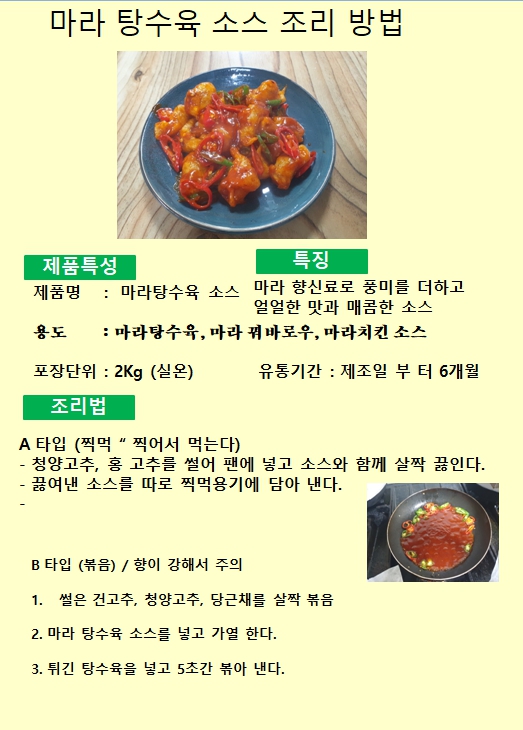 마라 탕수육 소스 조리 방법
제품특성
특징
제품명 : 마라탕수육 소스
마라 향신료로 풍미를 더하고
얼얼한 맛과 매콤한 소스
용도 : 마라탕수육, 마라 꿔바로우, 마라치킨 소스
포장단위 : 2Kg (실온)
유통기간 : 제조일 부 터 6개월
조리법
A 타입 (찍먹 “ 찍어서 먹는다)
- 청양고추, 홍 고추를 썰어 팬에 넣고 소스와 함께 살짝 끓인다.
- 끓여낸 소스를 따로 찍먹용기에 담아 낸다.
-
B 타입 (볶음) / 향이 강해서 주의
1. 썰은 건고추, 청양고추, 당근채를 살짝 볶음
2. 마라 탕수육 소스를 넣고 가열 한다.
3. 튀긴 탕수육을 넣고 5초간 볶아 낸다.